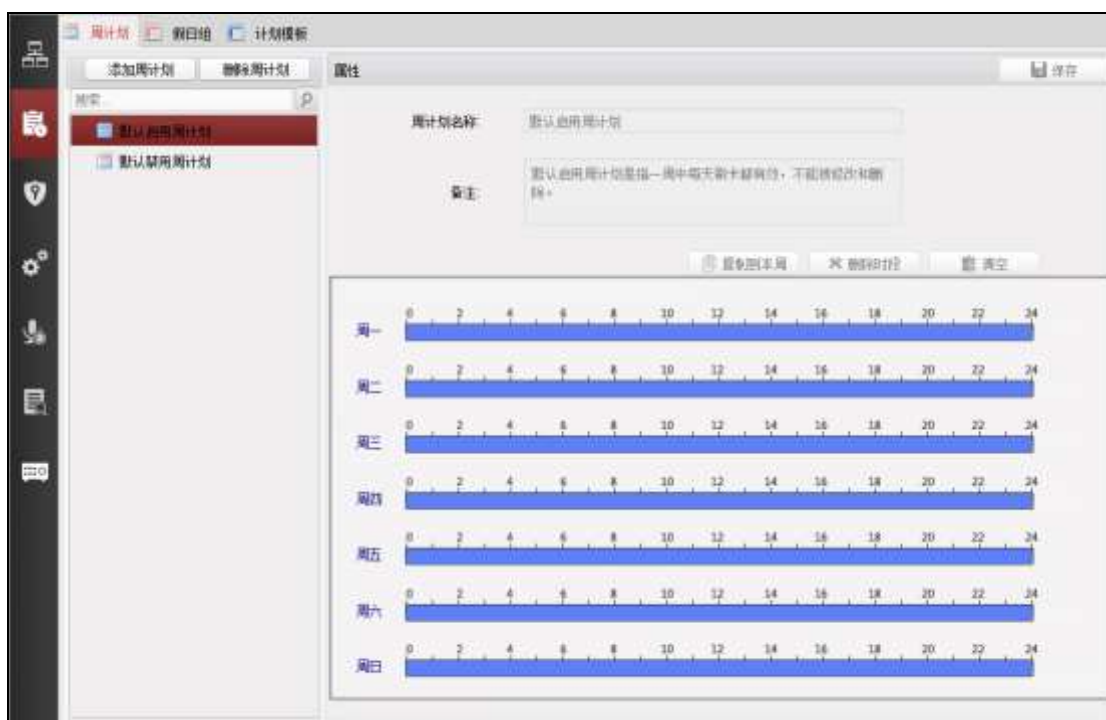 周计划 假日组 计划模板
添加周计划 删除周计划 属性 保存
搜索...
周计划名称: 默认启用周计划
默认启用周计划
默认禁用周计划
备注: 默认启用周计划是指一周中每天刷卡都有效，不能被修改和删
除。
复制到本周 删除时段 清空
0 2 4 6 8 10 12 14 16 18 20 22 24
周一
0 2 4 6 8 10 12 14 16 18 20 22 24
周二
0 2 4 6 8 10 12 14 16 18 20 22 24
周三
0 2 4 6 8 10 12 14 16 18 20 22 24
周四
0 2 4 6 8 10 12 14 16 18 20 22 24
周五
0 2 4 6 8 10 12 14 16 18 20 22 24
周六
0 2 4 6 8 10 12 14 16 18 20 22 24
周日